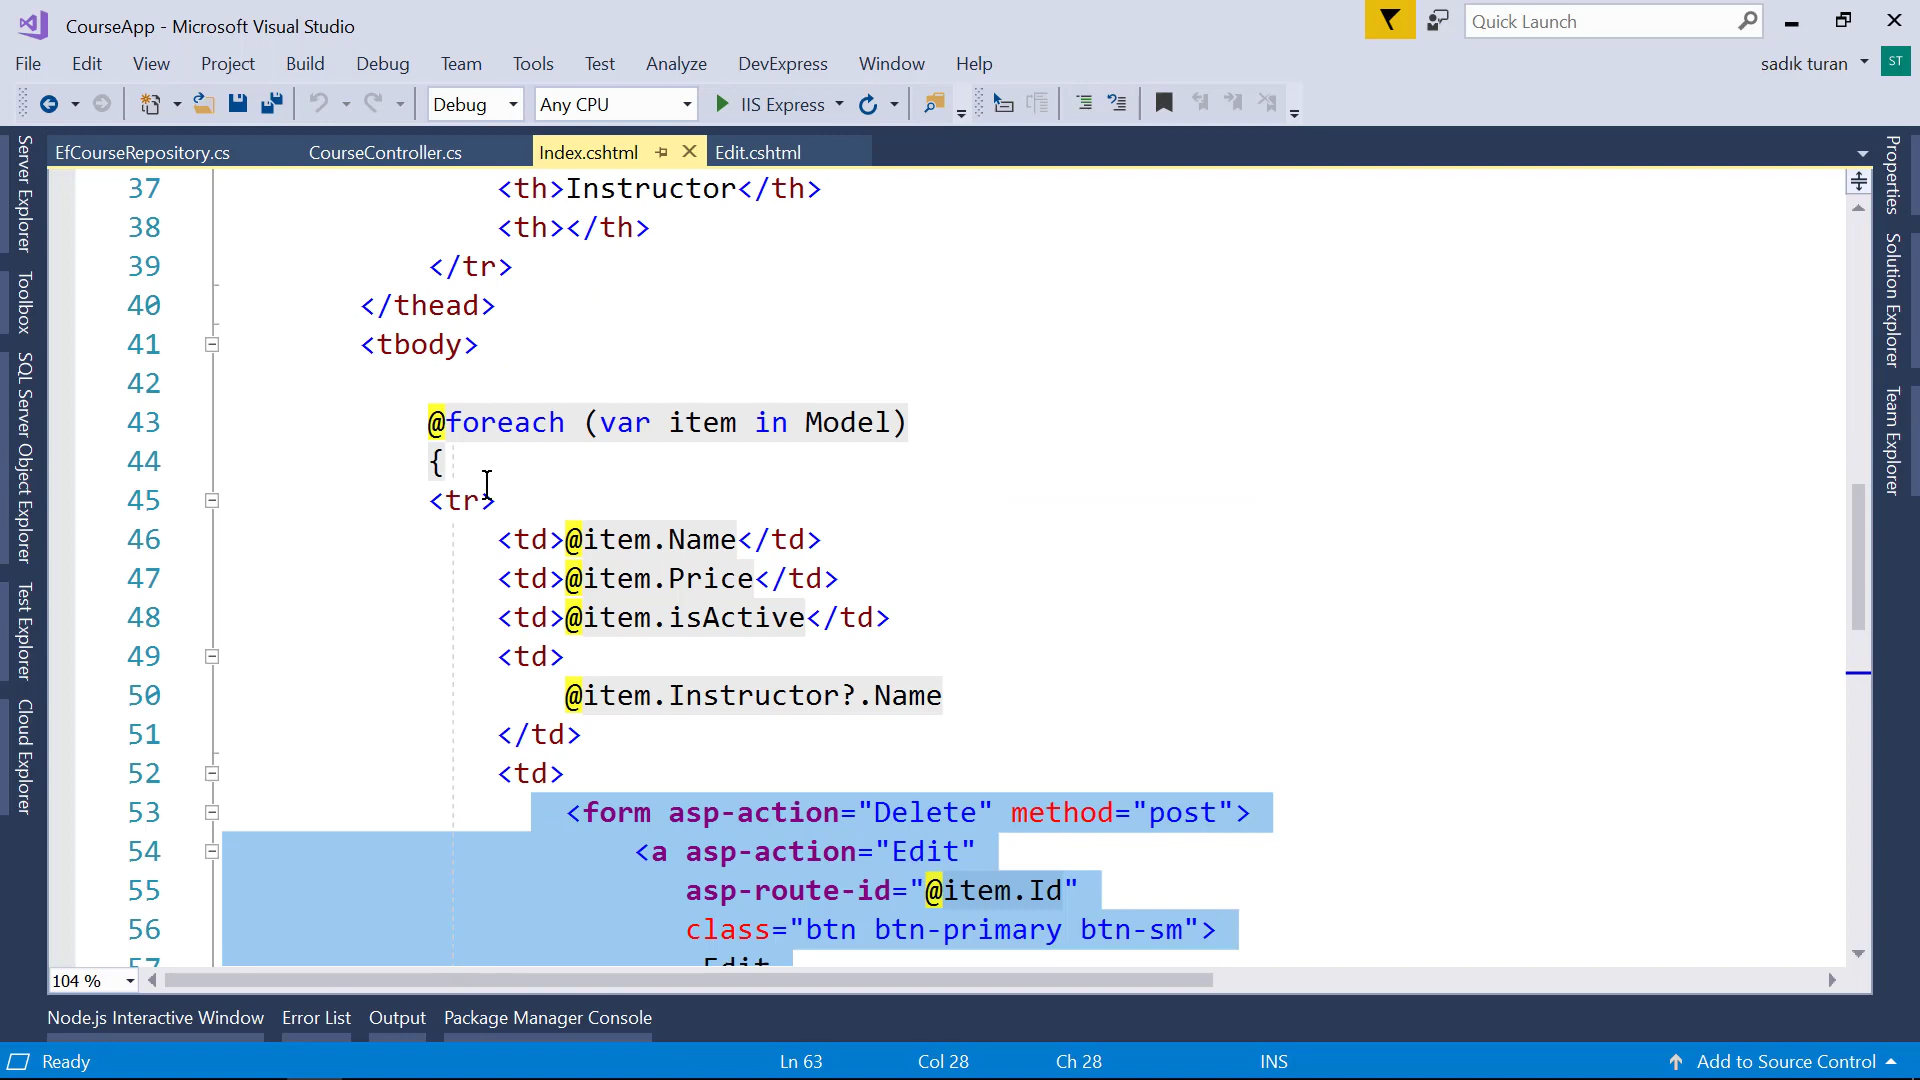 CourseApp - Microsoft Visual Studio
Quick Launch
File Edit View Project Build Debug Team Tools Test Analyze DevExpress Window Help
sadık turan ST
Debug Any CPU IIS Express
EfCourseRepository.cs CourseController.cs Index.cshtml Edit.cshtml
Server Explorer
Toolbox
SQL Server Object Explorer
Test Explorer
Cloud Explorer
37 <th>Instructor</th>
38 <th></th>
39 </tr>
40 </thead>
41 <tbody>
42
43 @foreach (var item in Model)
44 {
45 <tr>
46 <td>@item.Name</td>
47 <td>@item.Price</td>
48 <td>@item.isActive</td>
49 <td>
50 @item.Instructor?.Name
51 </td>
52 <td>
53 <form asp-action="Delete" method="post">
54 <a asp-action="Edit"
55 asp-route-id="@item.Id"
56 class="btn btn-primary btn-sm">
57 Edit
Properties
Solution Explorer
Team Explorer
104 %
Node.js Interactive Window Error List Output Package Manager Console
Ready Ln 63 Col 28 Ch 28 INS Add to Source Control